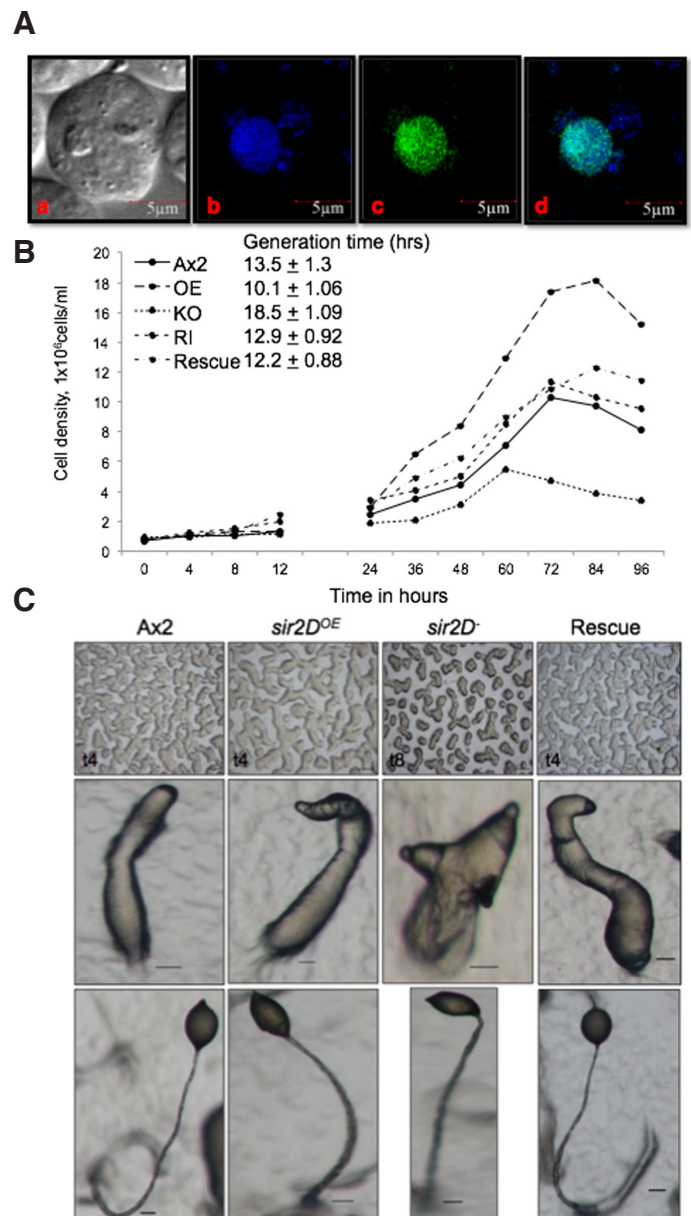 A
a
5µm
b
5µm
c
5µm
d
5µm
B
Generation time (hrs)
Ax2 13.5 ± 1.3
OE 10.1 ± 1.06
KO 18.5 ± 1.09
RI 12.9 ± 0.92
Rescue 12.2 ± 0.88
Cell density, 1x10⁶cells/ml
20
18
16
14
12
10
8
6
4
2
0
0 4 8 12 24 36 48 60 72 84 96
Time in hours
C
Ax2 sir2Dᴼᴱ sir2D⁻ Rescue
t4 t4 t8 t4